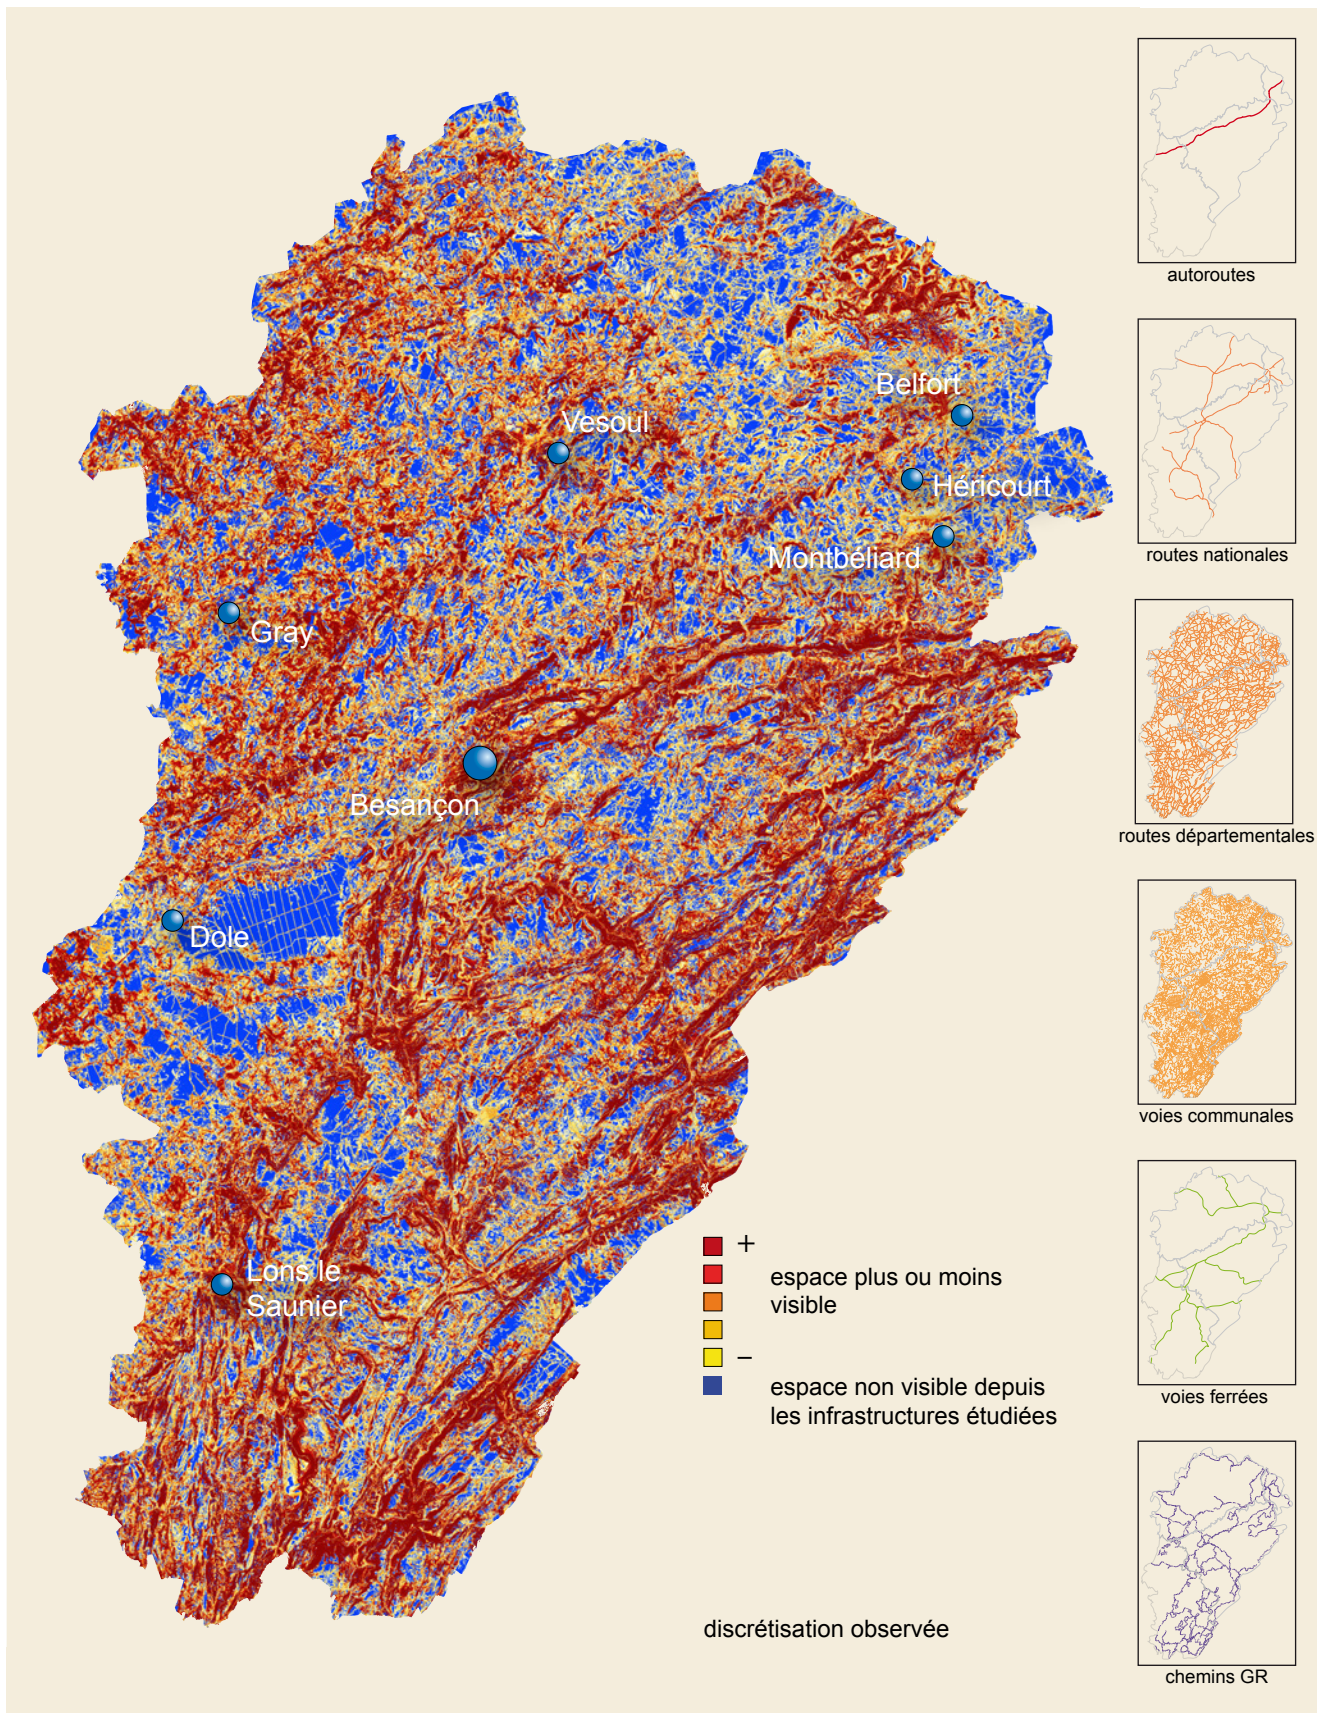 Belfort
Vesoul
Héricourt
Montbéliard
Gray
Besançon
Dole
Lons le
Saunier
+
espace plus ou moins
visible
–
espace non visible depuis
les infrastructures étudiées
discrétisation observée
autoroutes
routes nationales
routes départementales
voies communales
voies ferrées
chemins GR